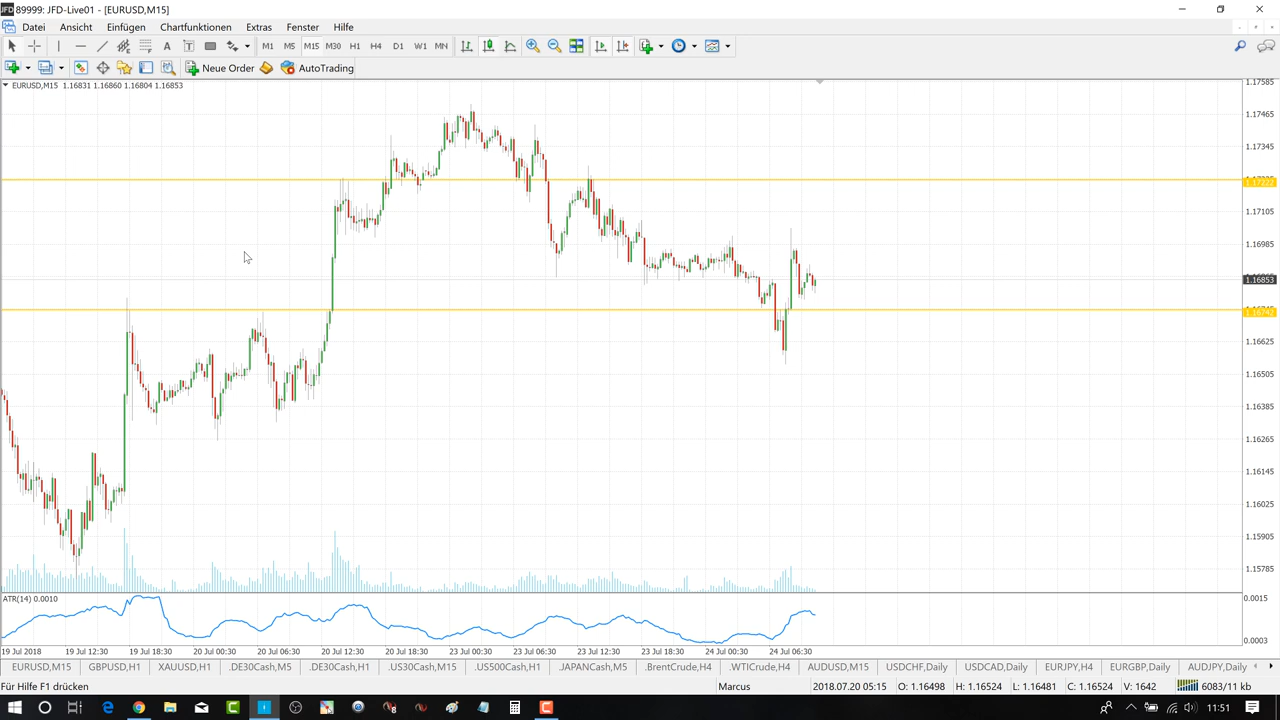 89999: JFD-Live01 - [EURUSD,M15]
Datei Ansicht Einfügen Chartfunktionen Extras Fenster Hilfe
A T M1 M5 M15 M30 H1 H4 D1 W1 MN
New Order AutoTrading
EURUSD,M15 1.16831 1.16860 1.16804 1.16853
1.17585
1.17465
1.17345
1.17222
1.17105
1.16985
1.16853
1.16742
1.16625
1.16505
1.16385
1.16265
1.16145
1.16025
1.15905
1.15785
ATR(14) 0.0010
0.0015
0.0003
19 Jul 2018 19 Jul 12:30 19 Jul 18:30 20 Jul 00:30 20 Jul 06:30 20 Jul 12:30 20 Jul 18:30 23 Jul 00:30 23 Jul 06:30 23 Jul 12:30 23 Jul 18:30 24 Jul 00:30 24 Jul 06:30
EURUSD,M15 GBPUSD,H1 XAUUSD,H1 .DE30Cash,M5 .DE30Cash,H1 .US30Cash,M15 .US500Cash,H1 .JAPANCash,M5 .BrentCrude,H4 .WTICrude,H4 AUDUSD,M15 USDCHF,Daily USDCAD,Daily EURJPY,H4 EURGBP,Daily AUDJPY,Daily
Für Hilfe F1 drücken Marcus 2018.07.20 05:15 O: 1.16498 H: 1.16524 L: 1.16481 C: 1.16524 V: 1642 6083/11 kb
11:51